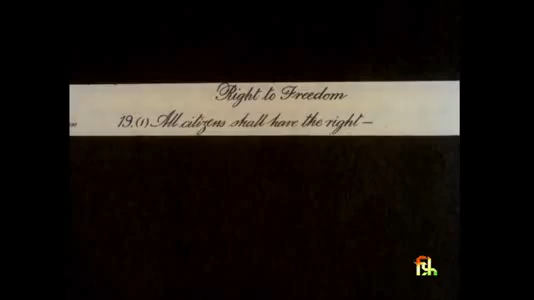 Right to Freedom
19.(1) All citizens shall have the right —